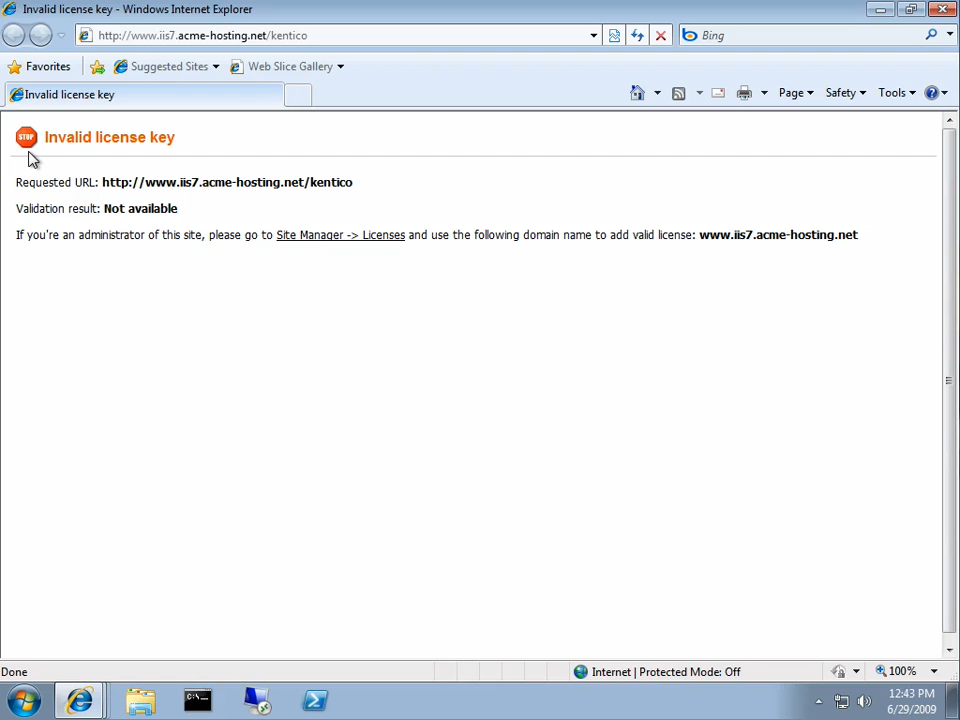 Invalid license key - Windows Internet Explorer
http://www.iis7.acme-hosting.net/kentico
Bing
Favorites
Suggested Sites
Web Slice Gallery
Invalid license key
Page
Safety
Tools
STOP
Invalid license key
Requested URL: http://www.iis7.acme-hosting.net/kentico
Validation result: Not available
If you're an administrator of this site, please go to Site Manager -> Licenses and use the following domain name to add valid license: www.iis7.acme-hosting.net
Done
Internet | Protected Mode: Off
100%
C:\_
12:43 PM
6/29/2009